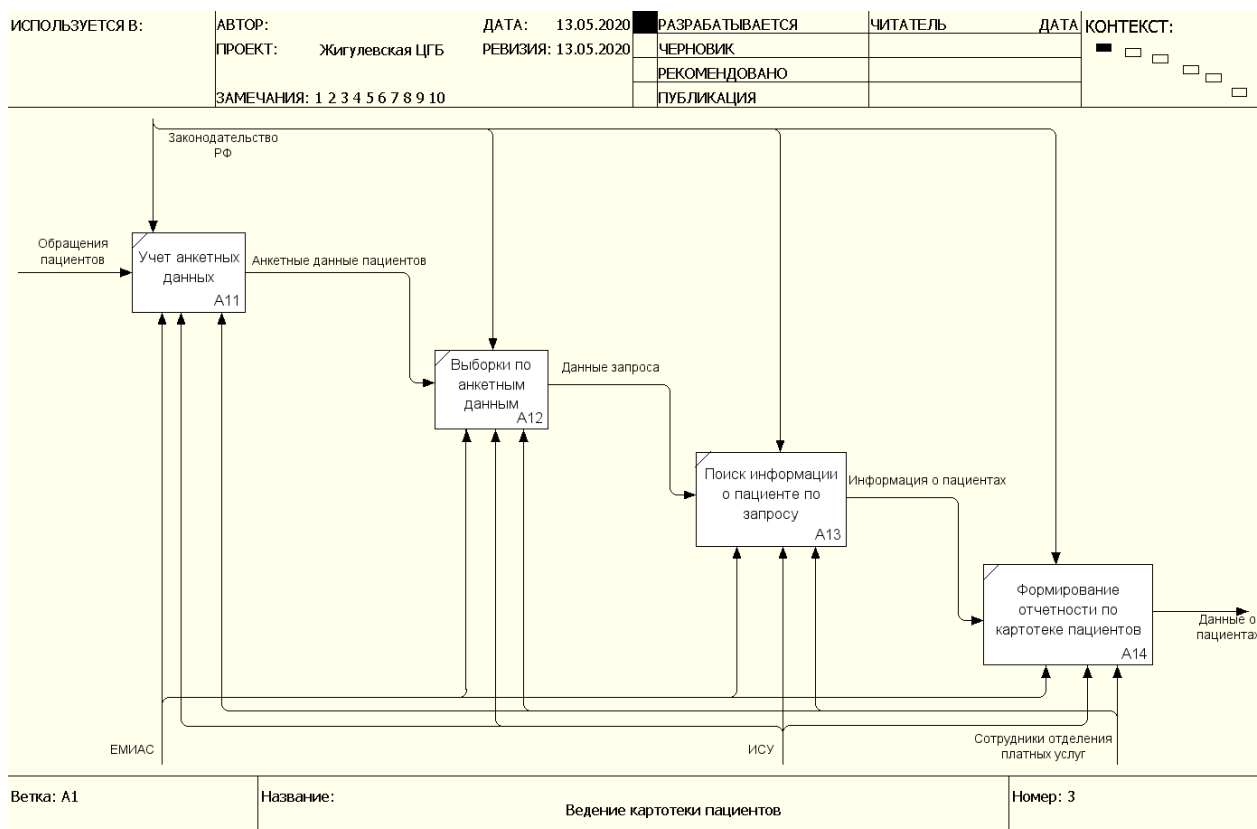 ИСПОЛЬЗУЕТСЯ В:
АВТОР:
ДАТА: 13.05.2020
РАЗРАБАТЫВАЕТСЯ
ЧИТАТЕЛЬ
ДАТА
КОНТЕКСТ:
ПРОЕКТ: Жигулевская ЦГБ
РЕВИЗИЯ: 13.05.2020
ЧЕРНОВИК
РЕКОМЕНДОВАНО
ЗАМЕЧАНИЯ: 1 2 3 4 5 6 7 8 9 10
ПУБЛИКАЦИЯ
Законодательство
РФ
Обращения
пациентов
Учет анкетных
данных
A11
Анкетные данные пациентов
Выборки по
анкетным
данным
A12
Данные запроса
Поиск информации
о пациенте по
запросу
A13
Информация о пациентах
Формирование
отчетности по
картотеке пациентов
A14
Данные о
пациентах
ЕМИАС
ИСУ
Сотрудники отделения
платных услуг
Ветка: A1
Название:
Ведение картотеки пациентов
Номер: 3